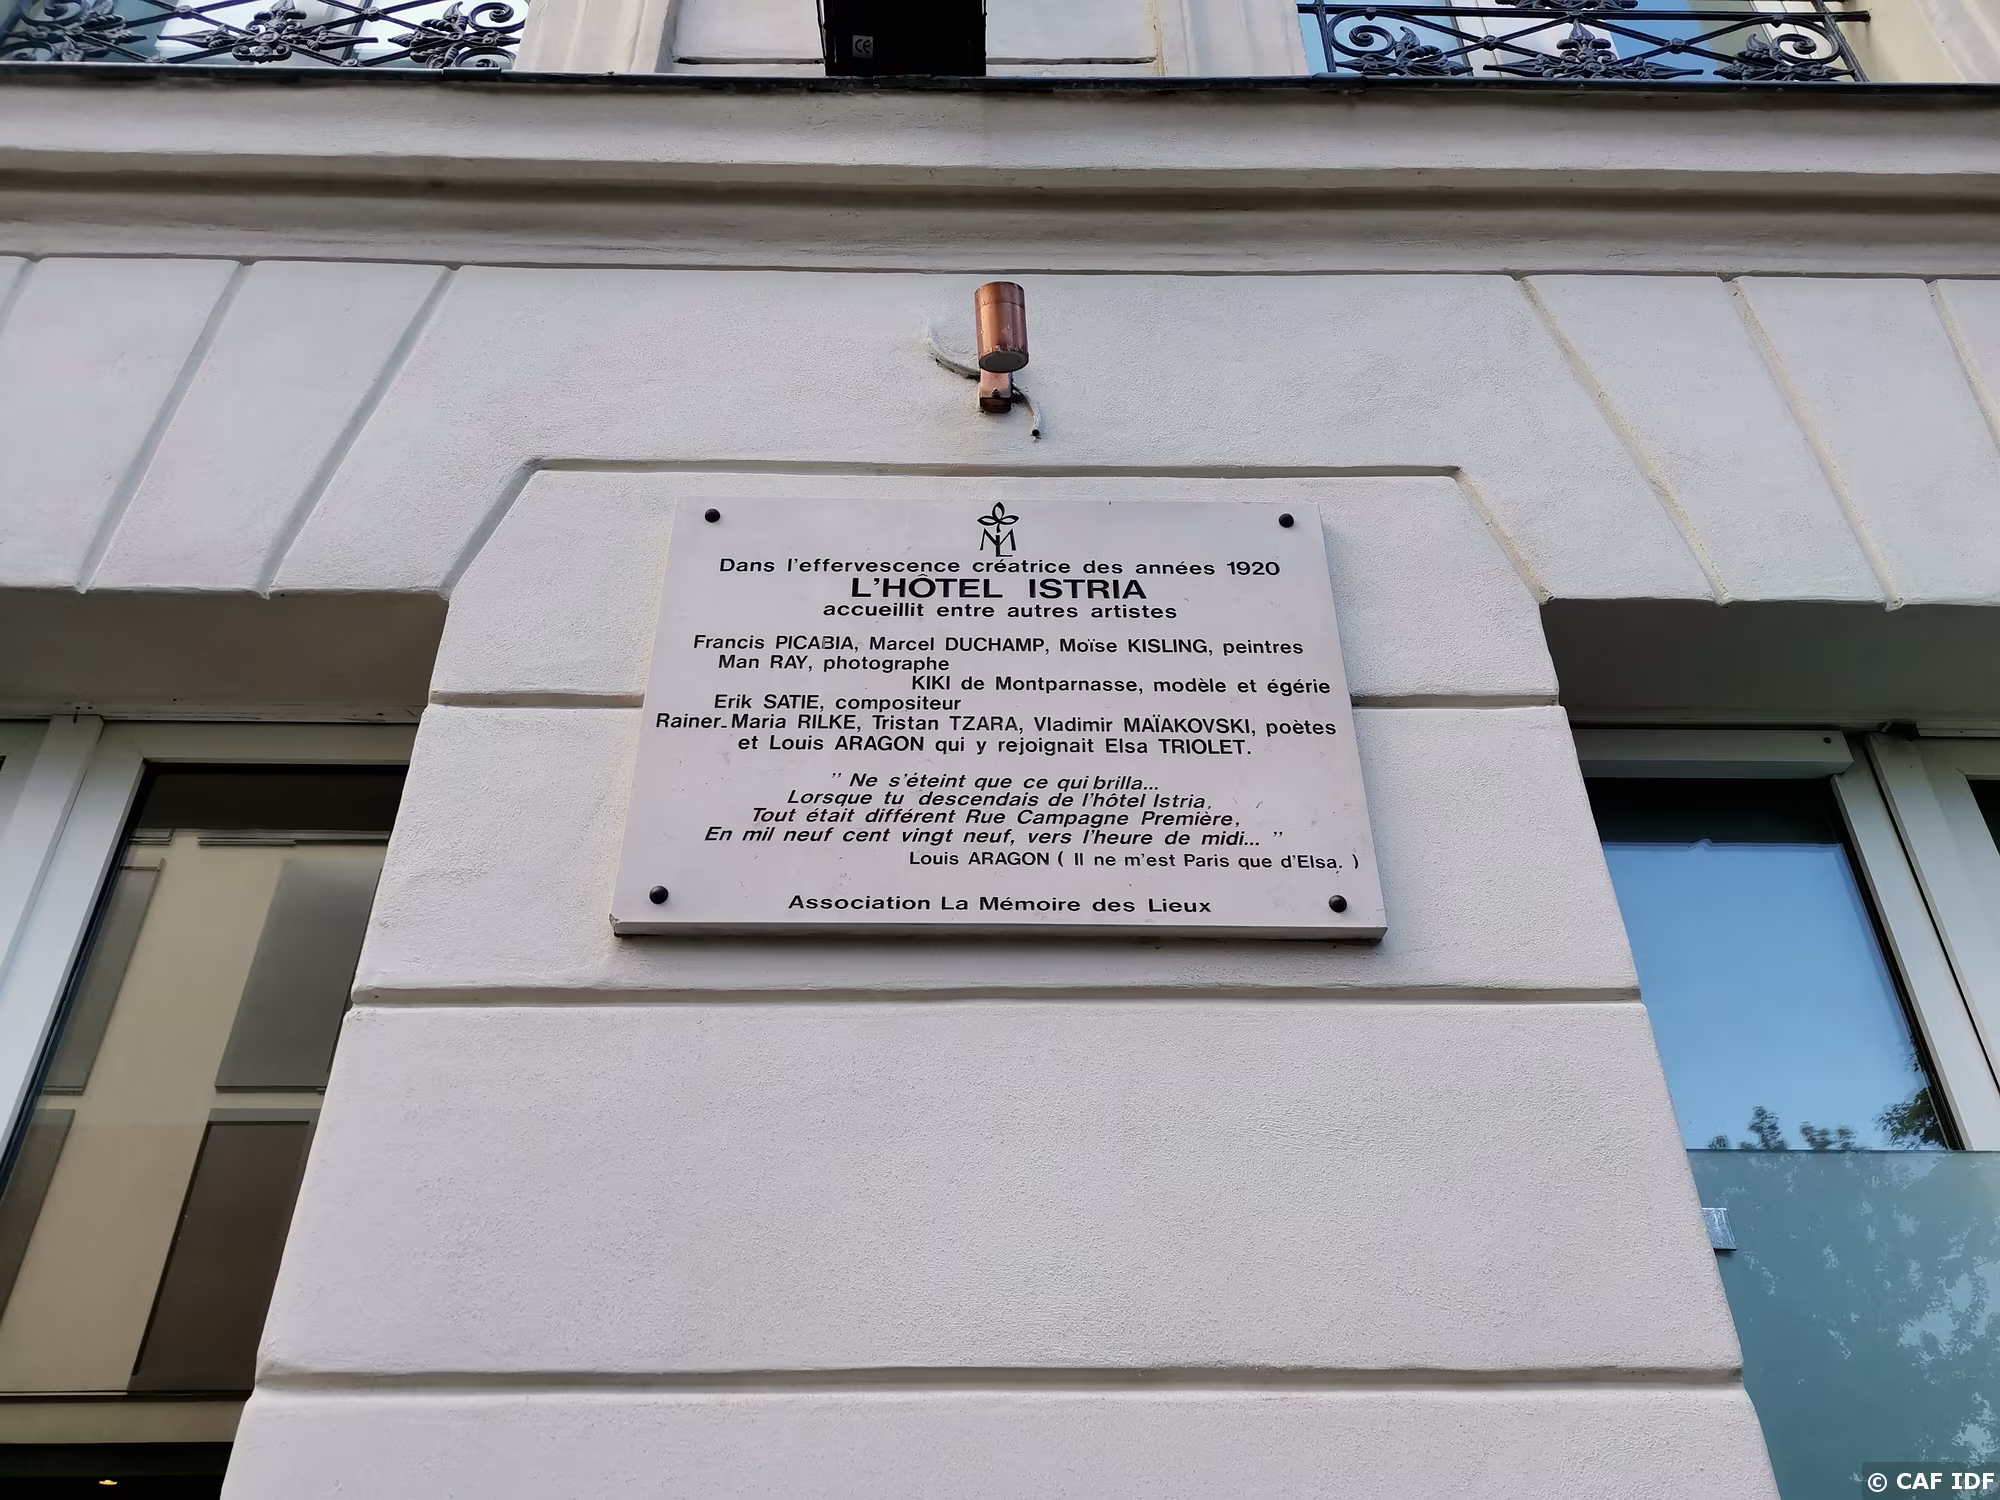 CE
Dans l'effervescence créatrice des années 1920
L'HÔTEL ISTRIA
accueillit entre autres artistes
Francis PICABIA, Marcel DUCHAMP, Moïse KISLING, peintres
Man RAY, photographe
KIKI de Montparnasse, modèle et égérie
Erik SATIE, compositeur
Rainer-Maria RILKE, Tristan TZARA, Vladimir MAÏAKOVSKI, poètes
et Louis ARAGON qui y rejoignait Elsa TRIOLET.
" Ne s'éteint que ce qui brilla...
Lorsque tu descendais de l'hôtel Istria,
Tout était différent Rue Campagne Première,
En mil neuf cent vingt neuf, vers l'heure de midi... "
Louis ARAGON ( Il ne m'est Paris que d'Elsa. )
Association La Mémoire des Lieux
© CAF IDF